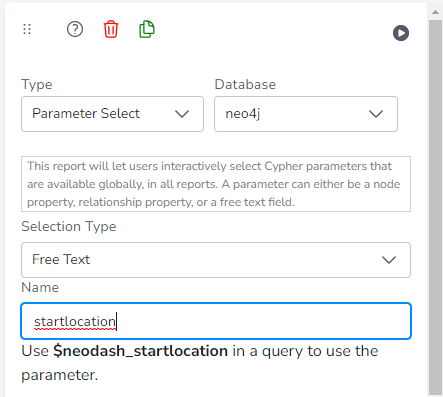 Type Database
Parameter Select neo4j
This report will let users interactively select Cypher parameters that
are available globally, in all reports. A parameter can either be a node
property, relationship property, or a free text field.
Selection Type
Free Text
Name
startlocation
Use $neodash_startlocation in a query to use the
parameter.